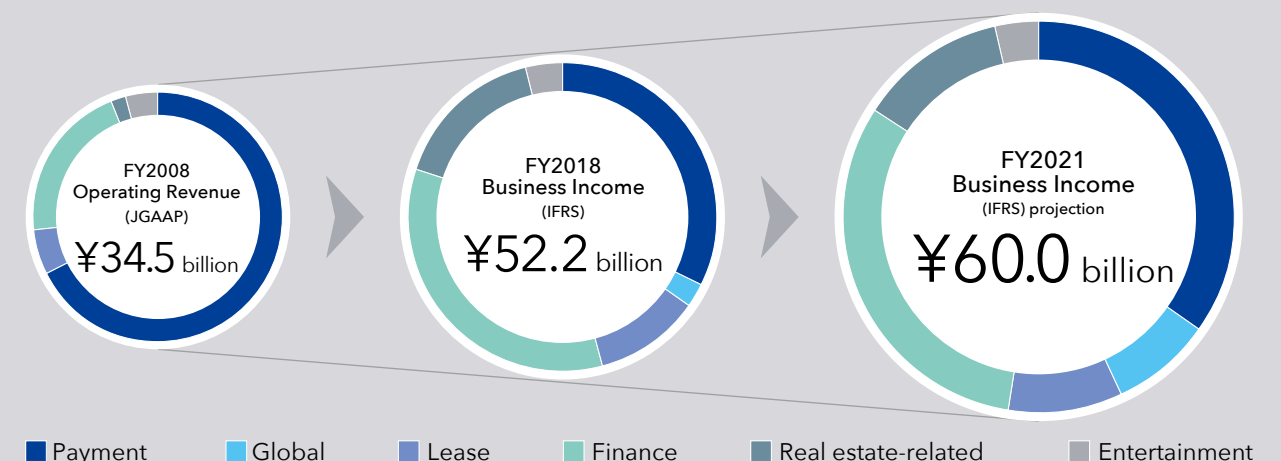 FY2008
Operating Revenue
(JGAAP)
¥34.5 billion
FY2018
Business Income
(IFRS)
¥52.2 billion
FY2021
Business Income
(IFRS) projection
¥60.0 billion
Payment
Global
Lease
Finance
Real estate-related
Entertainment